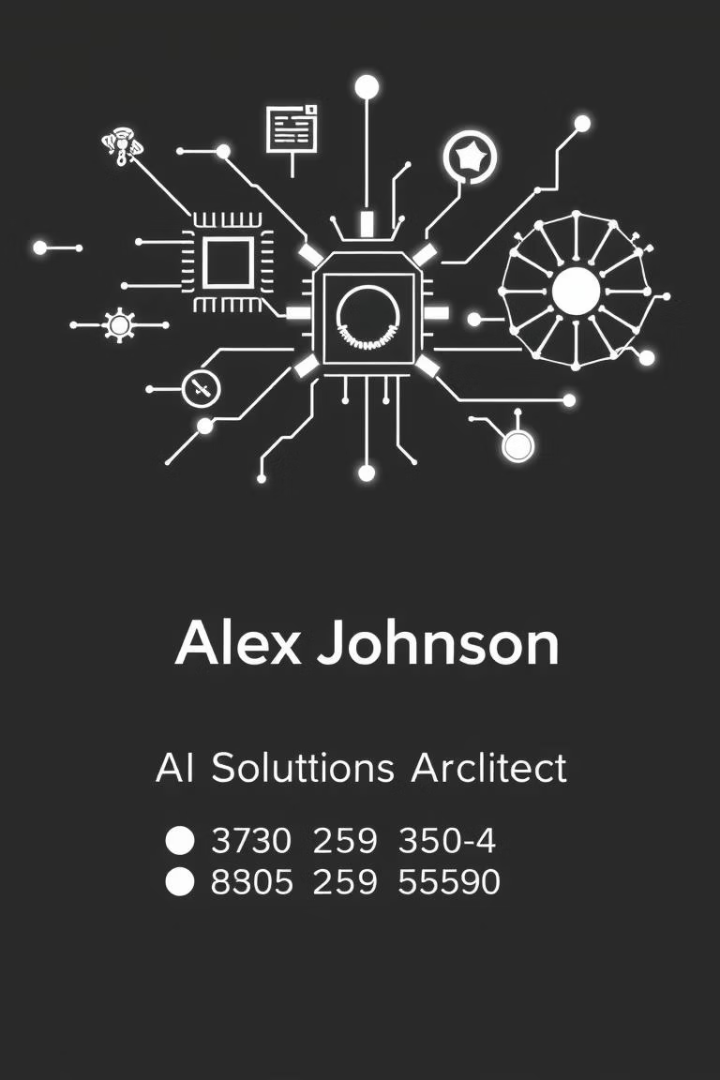 Alex Johnson
AI Soluttions Arclitect
3730 259 350-4
8305 259 55590